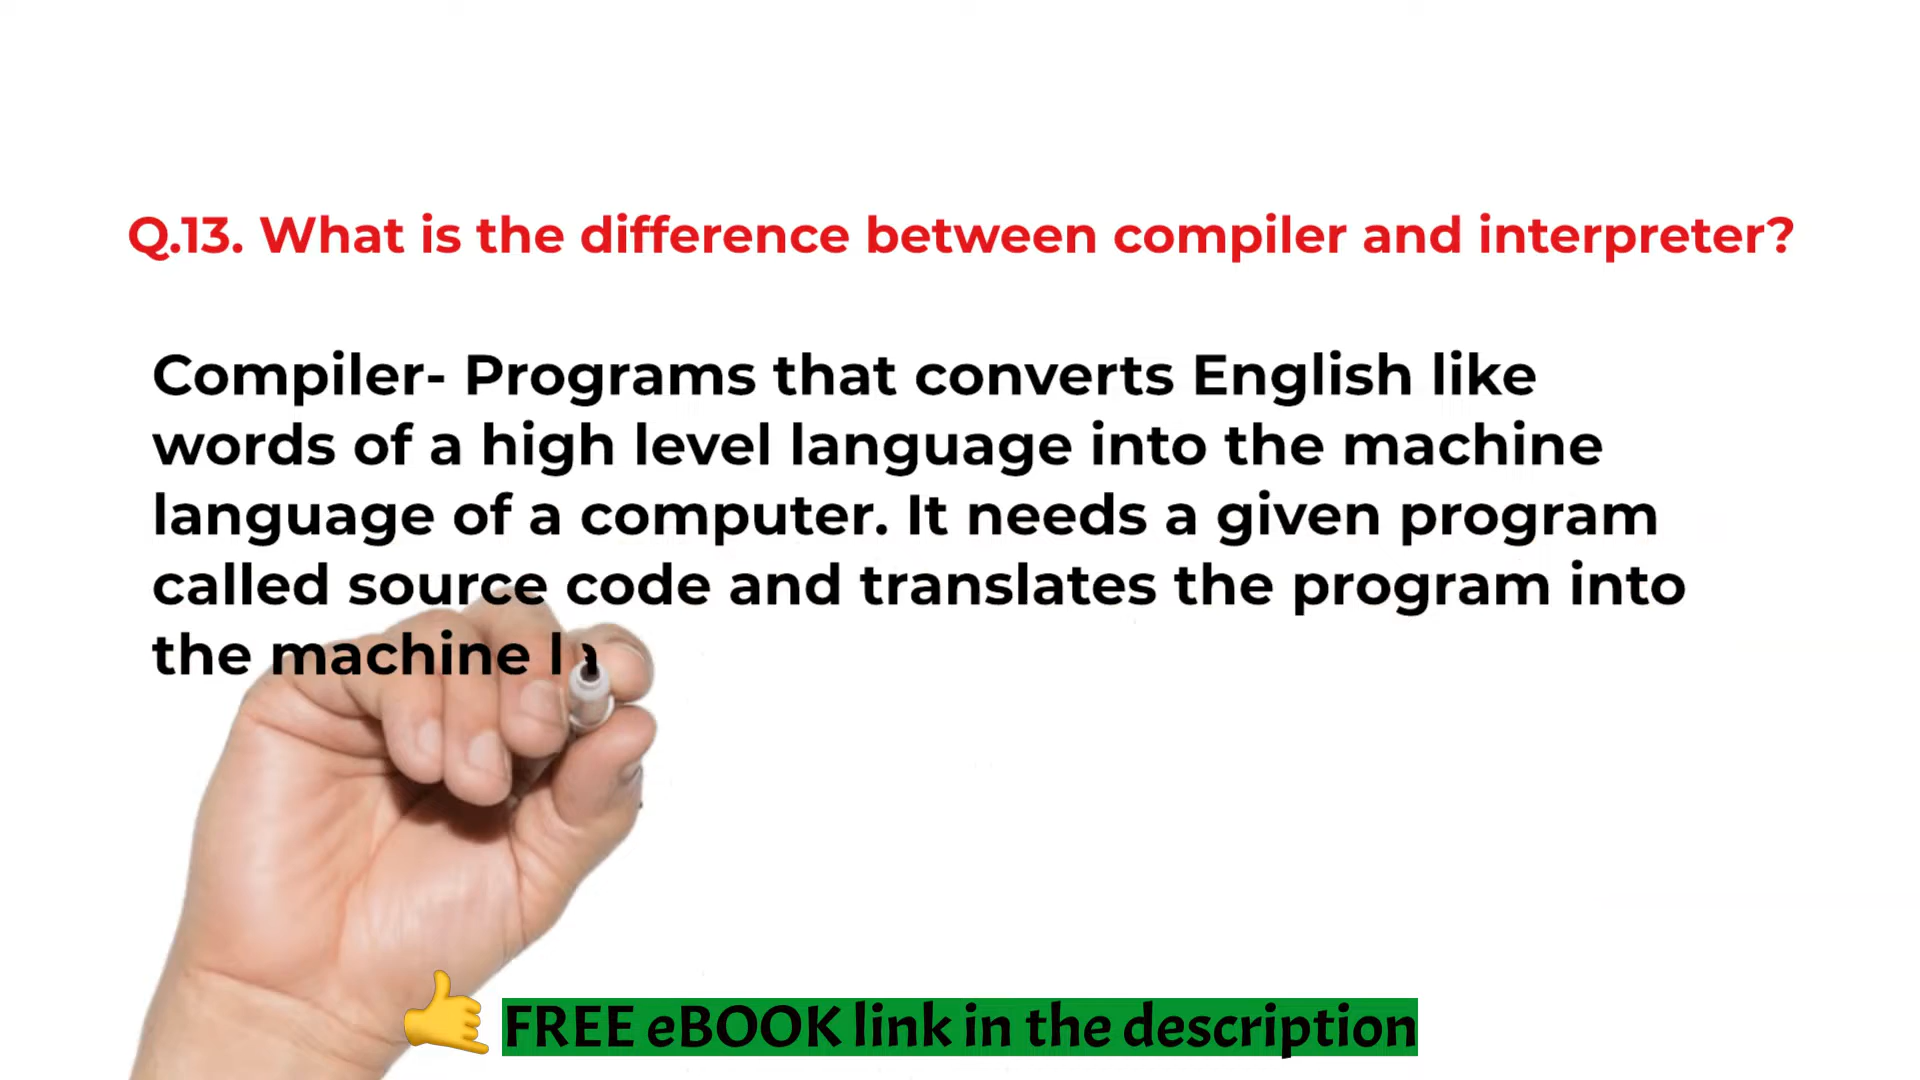 Q.13. What is the difference between compiler and interpreter?
Compiler- Programs that converts English like
words of a high level language into the machine
language of a computer. It needs a given program
called source code and translates the program into
the machine l
FREE eBOOK link in the description